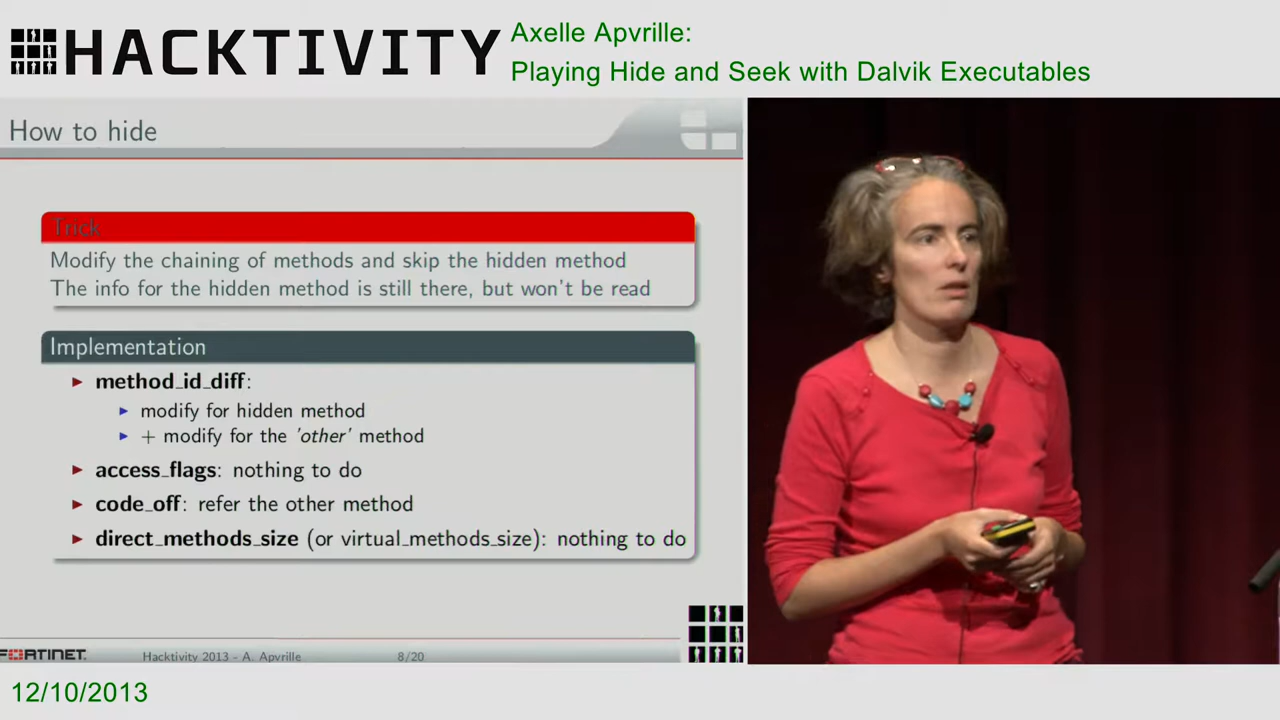 HACKTIVITY
Axelle Apvrille:
Playing Hide and Seek with Dalvik Executables
How to hide
Trick
Modify the chaining of methods and skip the hidden method
The info for the hidden method is still there, but won't be read
Implementation
method_id_diff:
modify for hidden method
+ modify for the 'other' method
access_flags: nothing to do
code_off: refer the other method
direct_methods_size (or virtual_methods_size): nothing to do
FORTINET.
Hacktivity 2013 - A. Apvrille
8/20
12/10/2013